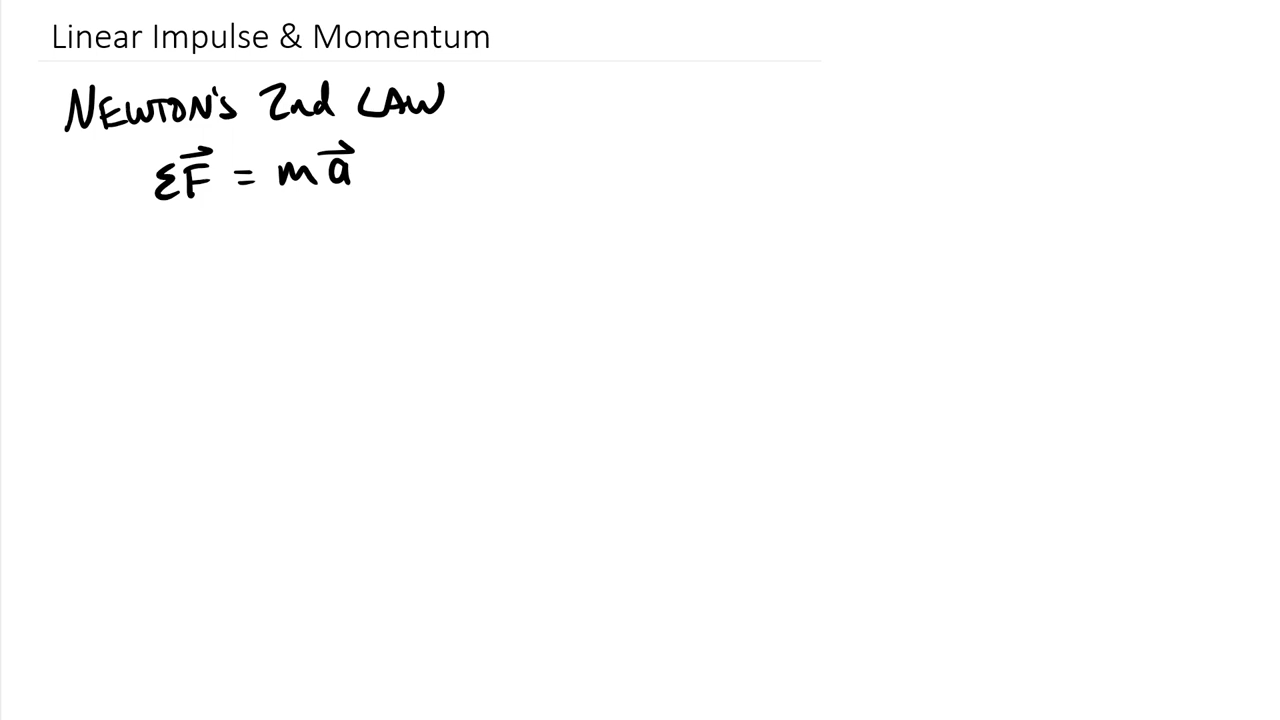 Linear Impulse & Momentum
NEWTON'S 2nd LAW
ΣF⃗ = ma⃗